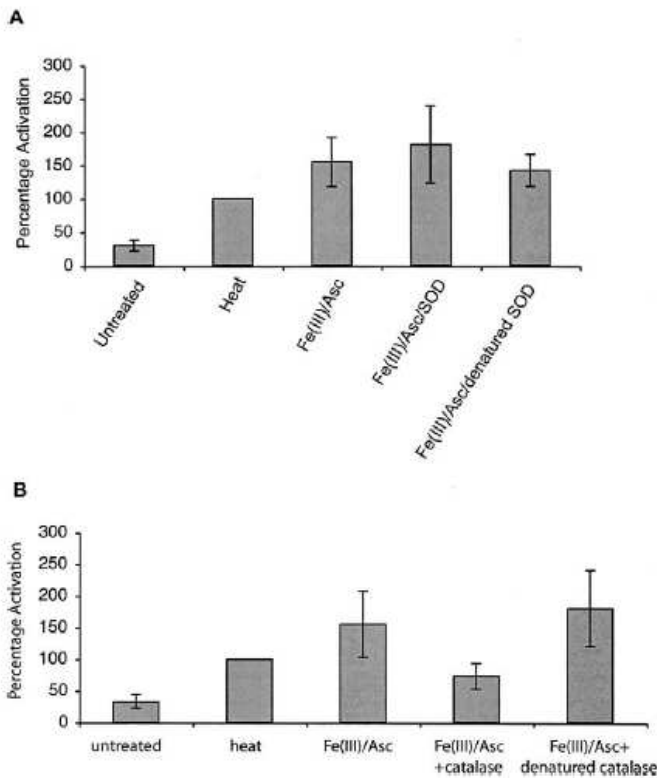 A
Percentage Activation
300
250
200
150
100
50
0
Untreated
Heat
Fe(III)/Asc
Fe(III)/Asc/SOD
Fe(III)/Asc/denatured SOD
B
Percentage Activation
300
250
200
150
100
50
0
untreated
heat
Fe(III)/Asc
Fe(III)/Asc
+catalase
Fe(III)/Asc+
denatured catalase